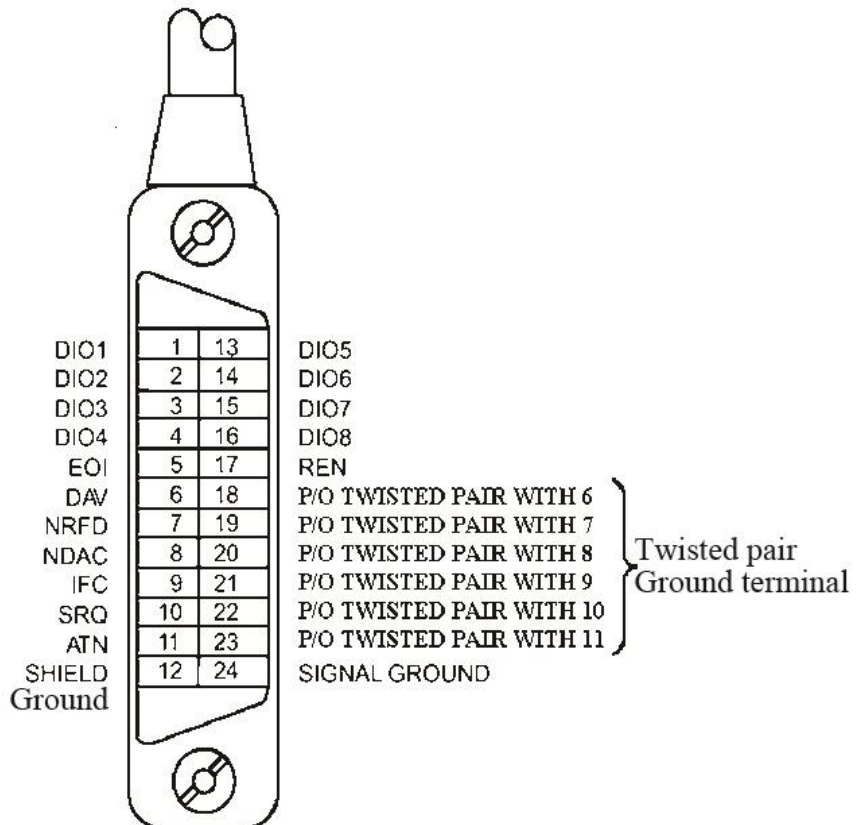 DIO1 1 13 DIO5
DIO2 2 14 DIO6
DIO3 3 15 DIO7
DIO4 4 16 DIO8
EOI 5 17 REN
DAV 6 18 P/O TWISTED PAIR WITH 6
NRFD 7 19 P/O TWISTED PAIR WITH 7
NDAC 8 20 P/O TWISTED PAIR WITH 8
IFC 9 21 P/O TWISTED PAIR WITH 9
SRQ 10 22 P/O TWISTED PAIR WITH 10
ATN 11 23 P/O TWISTED PAIR WITH 11
SHIELD 12 24 SIGNAL GROUND
Ground
Twisted pair
Ground terminal